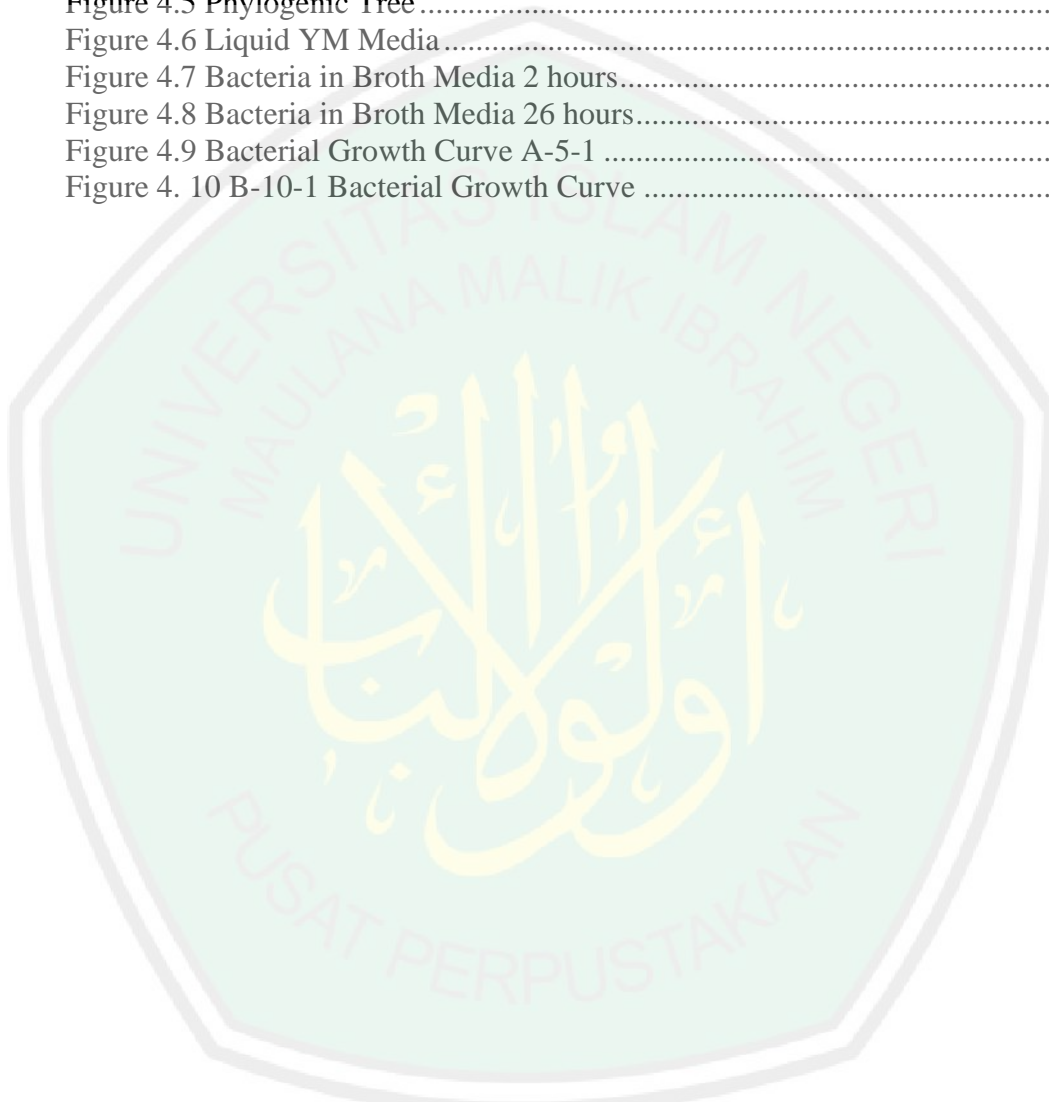 Figure 4.5 Phylogenic Tree....................................................................................
Figure 4.6 Liquid YM Media....................................................................................
Figure 4.7 Bacteria in Broth Media 2 hours....................................................................................
Figure 4.8 Bacteria in Broth Media 26 hours....................................................................................
Figure 4.9 Bacterial Growth Curve A-5-1 ....................................................................................
Figure 4. 10 B-10-1 Bacterial Growth Curve ....................................................................................
UNIVERSITAS ISLAM NEGERI
MAULANA MALIK IBRAHIM
أولوا الألباب
PUSAT PERPUSTAKAAN